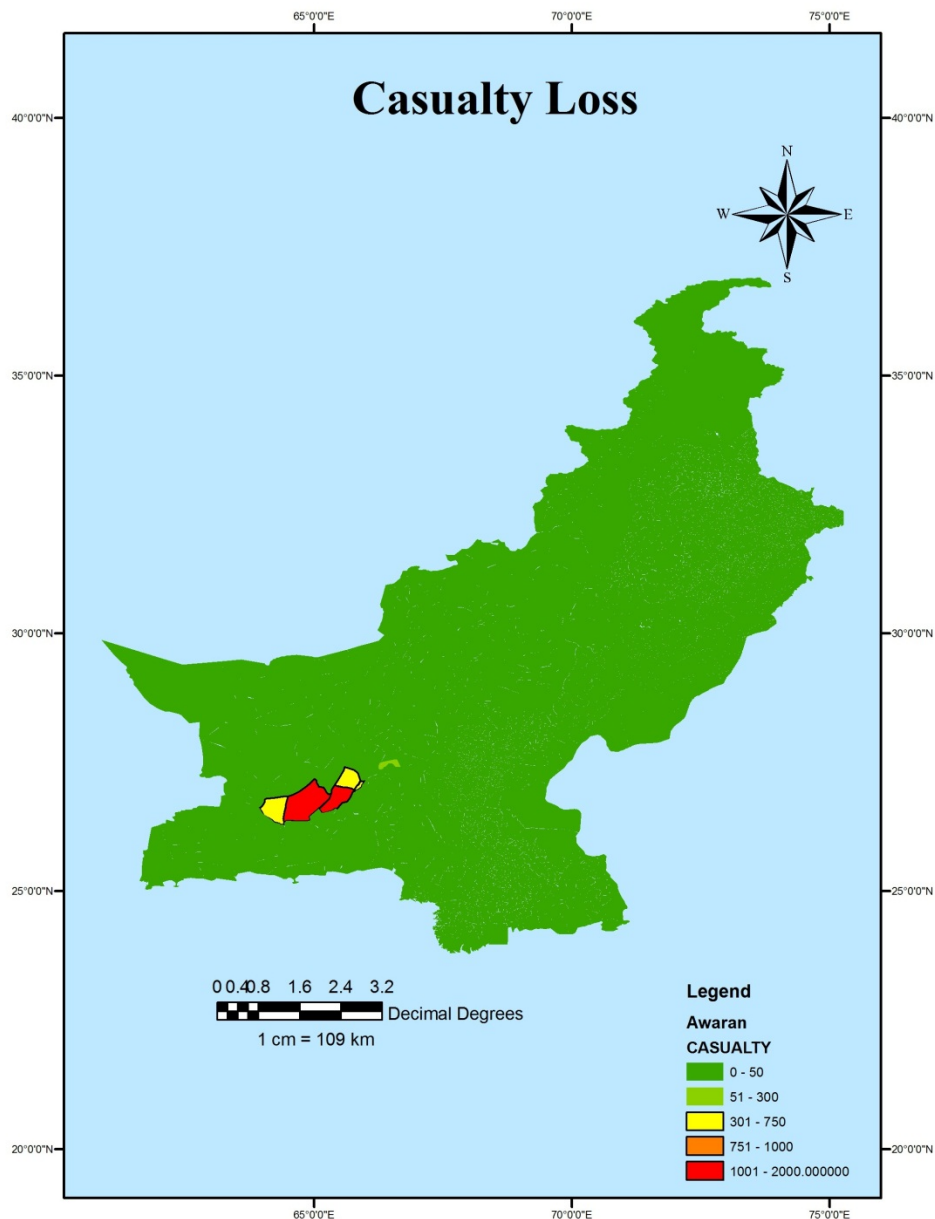 65°0'0"E 70°0'0"E 75°0'0"E
Casualty Loss
40°0'0"N 40°0'0"N
N
W E
S
35°0'0"N 35°0'0"N
30°0'0"N 30°0'0"N
25°0'0"N 25°0'0"N
0 0.40.8 1.6 2.4 3.2
Decimal Degrees
1 cm = 109 km
Legend
Awaran
CASUALTY
0 - 50
51 - 300
301 - 750
751 - 1000
1001 - 2000.000000
20°0'0"N 20°0'0"N
65°0'0"E 70°0'0"E 75°0'0"E